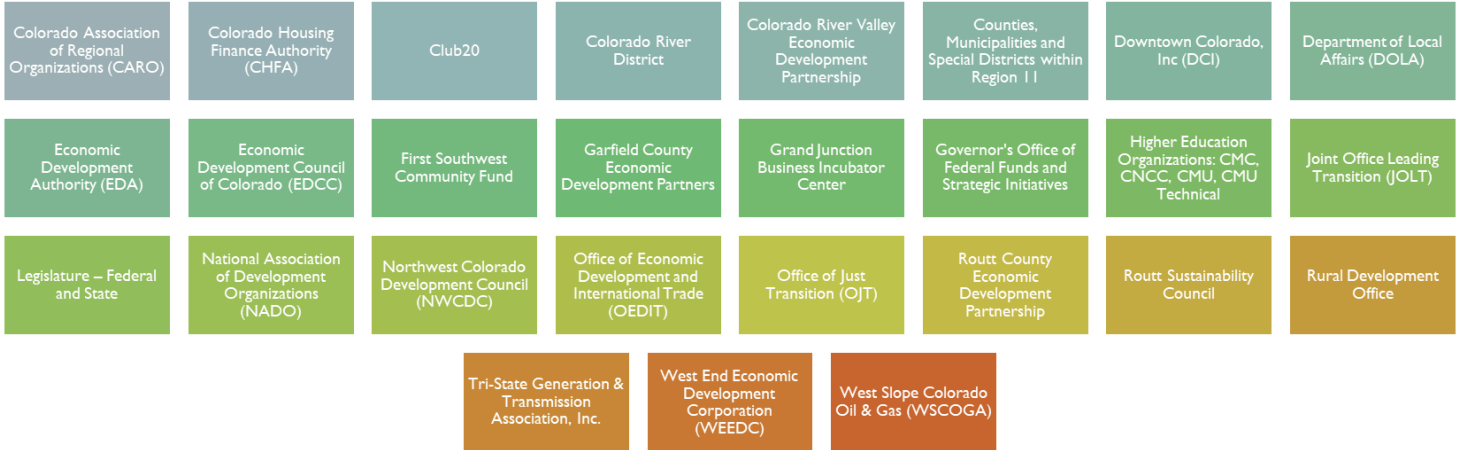 Colorado Association
of Regional
Organizations (CARO)
Colorado Housing
Finance Authority
(CHFA)
Club20
Colorado River
District
Colorado River Valley
Economic
Development
Partnership
Counties,
Municipalities and
Special Districts within
Region 11
Downtown Colorado,
Inc (DCI)
Department of Local
Affairs (DOLA)
Economic
Development
Authority (EDA)
Economic
Development Council
of Colorado (EDCC)
First Southwest
Community Fund
Garfield County
Economic
Development Partners
Grand Junction
Business Incubator
Center
Governor's Office of
Federal Funds and
Strategic Initiatives
Higher Education
Organizations: CMC,
CNCC, CMU, CMU
Technical
Joint Office Leading
Transition (JOLT)
Legislature – Federal
and State
National Association
of Development
Organizations
(NADO)
Northwest Colorado
Development Council
(NWCDC)
Office of Economic
Development and
International Trade
(OEDIT)
Office of Just
Transition (OJT)
Routt County
Economic
Development
Partnership
Routt Sustainability
Council
Rural Development
Office
Tri-State Generation &
Transmission
Association, Inc.
West End Economic
Development
Corporation
(WEEDC)
West Slope Colorado
Oil & Gas (WSCOGA)